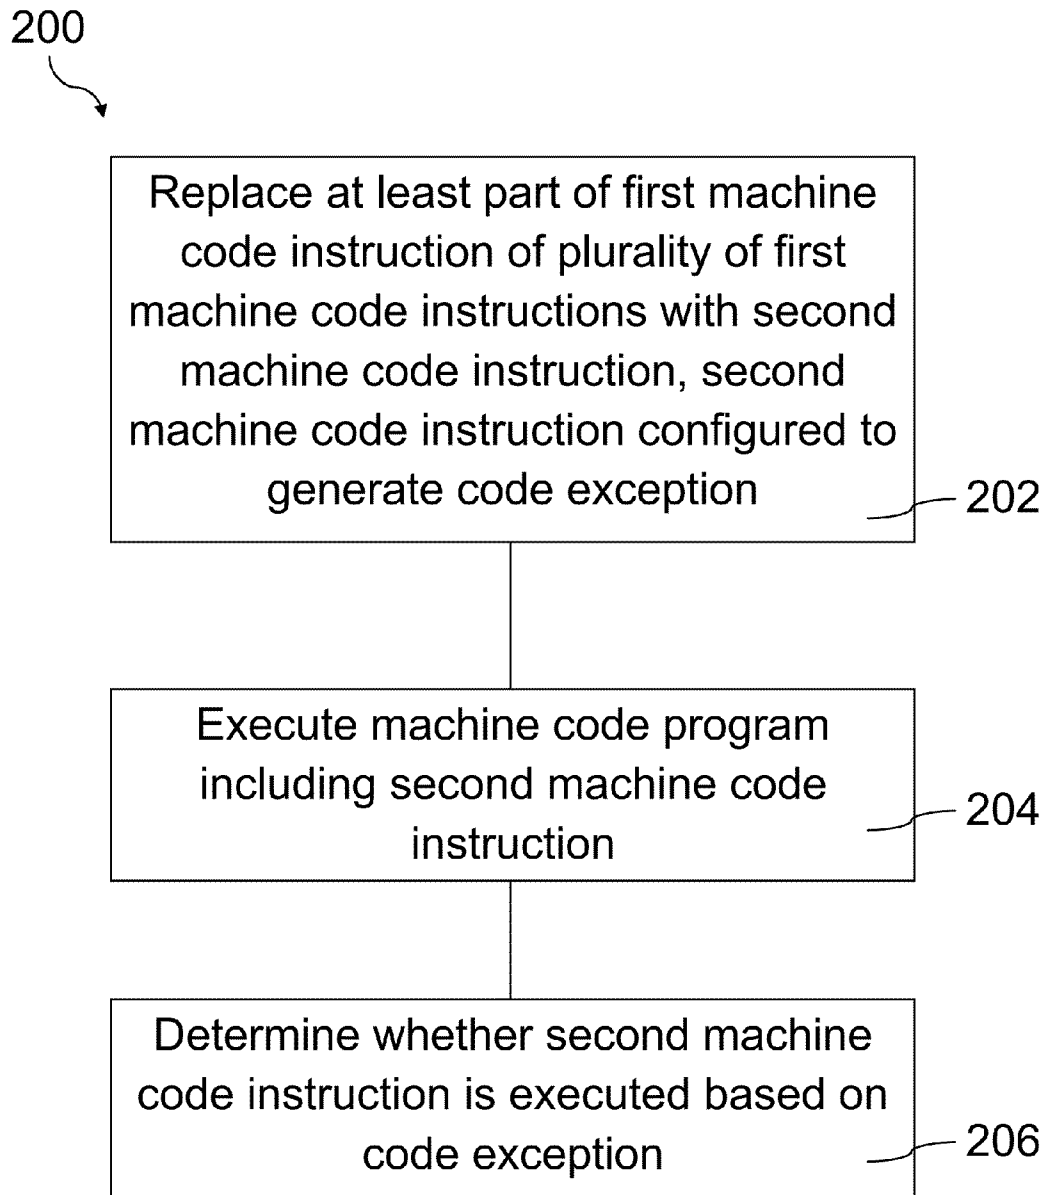 200
Replace at least part of first machine
code instruction of plurality of first
machine code instructions with second
machine code instruction, second
machine code instruction configured to
generate code exception
202
Execute machine code program
including second machine code
instruction
204
Determine whether second machine
code instruction is executed based on
code exception
206